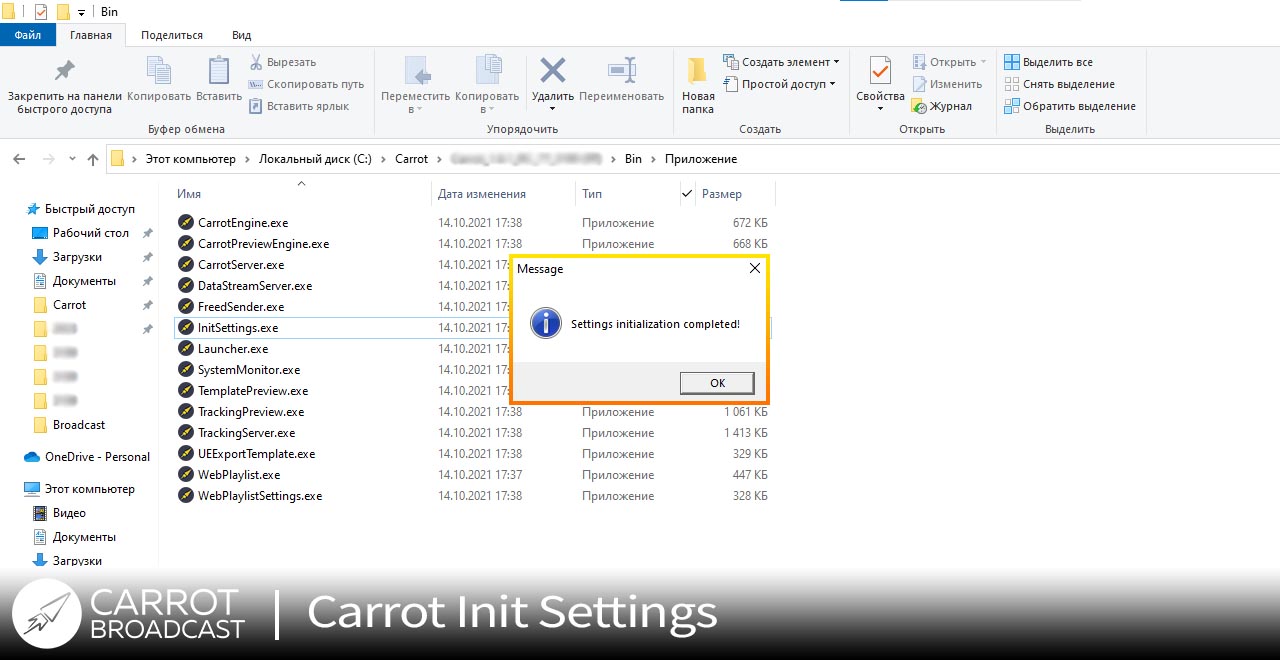 Bin
Файл Главная Поделиться Вид
Закрепить на панели быстрого доступа
Копировать
Вставить
Вырезать
Скопировать путь
Вставить ярлык
Буфер обмена
Переместить в
Копировать в
Удалить
Переименовать
Упорядочить
Новая папка
Создать элемент
Простой доступ
Создать
Свойства
Открыть
Изменить
Журнал
Открыть
Выделить все
Снять выделение
Обратить выделение
Выделить
Этот компьютер > Локальный диск (C:) > Carrot > Bin > Приложение
Быстрый доступ
Рабочий стол
Загрузки
Документы
Carrot
Broadcast
OneDrive - Personal
Этот компьютер
Видео
Документы
Загрузки
Имя Дата изменения Тип Размер
CarrotEngine.exe 14.10.2021 17:38 Приложение 672 КБ
CarrotPreviewEngine.exe 14.10.2021 17:38 Приложение 668 КБ
CarrotServer.exe 14.10.2021 17:
DataStreamServer.exe 14.10.2021 17:
FreedSender.exe 14.10.2021 17:
InitSettings.exe 14.10.2021 17:
Launcher.exe 14.10.2021 17:
SystemMonitor.exe 14.10.2021 17:
TemplatePreview.exe 14.10.2021 17:
TrackingPreview.exe 14.10.2021 17:38 Приложение 1 061 КБ
TrackingServer.exe 14.10.2021 17:38 Приложение 1 413 КБ
UEExportTemplate.exe 14.10.2021 17:38 Приложение 329 КБ
WebPlaylist.exe 14.10.2021 17:37 Приложение 447 КБ
WebPlaylistSettings.exe 14.10.2021 17:38 Приложение 328 КБ
Message
Settings initialization completed!
OK
CARROT
BROADCAST
Carrot Init Settings